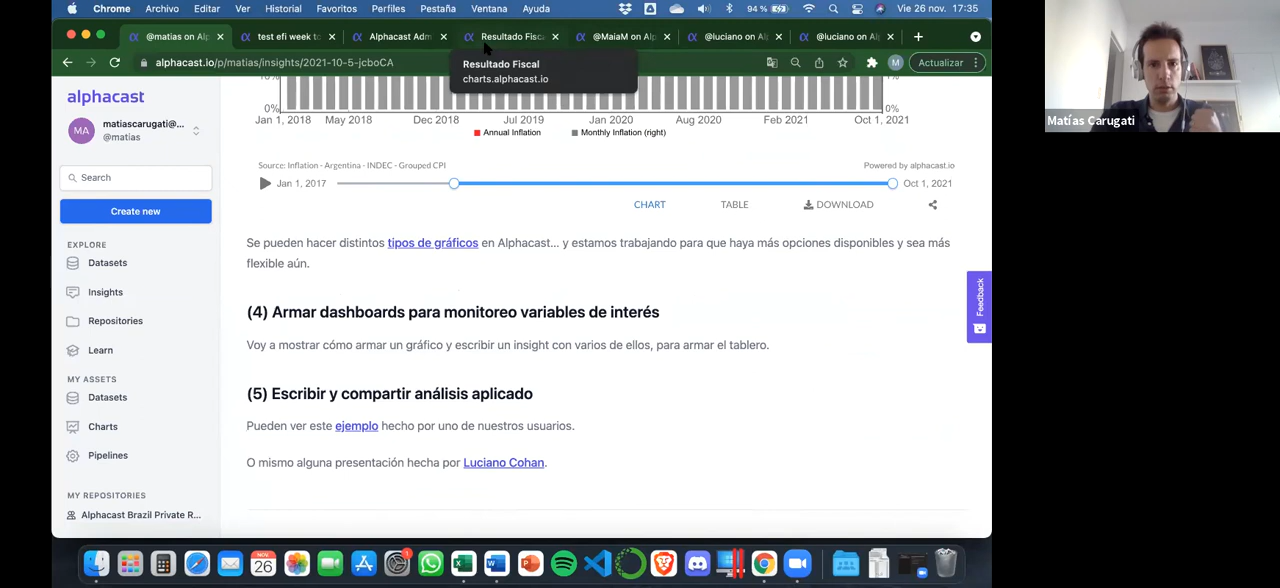 Chrome Archivo Editar Ver Historial Favoritos Perfiles Pestaña Ventana Ayuda 94 % Vie 26 nov. 17:35
@matias on Alp test efi week to Alphacast Adm Resultado Fisca @MaiaM on Al @luciano on Al @luciano on Al
alphacast.io/p/matias/insights/2021-10-5-jcboCA M Actualizar
Resultado Fiscal
charts.alphacast.io
alphacast
MA matiascarugati@...
@matias
Search
Create new
EXPLORE
Datasets
Insights
Repositories
Learn
MY ASSETS
Datasets
Charts
Pipelines
MY REPOSITORIES
Alphacast Brazil Private R...
0% 0%
Jan 1, 2018 May 2018 Dec 2018 Jul 2019 Jan 2020 Aug 2020 Feb 2021 Oct 1, 2021
Annual Inflation Monthly Inflation (right)
Source: Inflation - Argentina - INDEC - Grouped CPI Powered by alphacast.io
Jan 1, 2017 Oct 1, 2021
CHART TABLE DOWNLOAD
Se pueden hacer distintos tipos de gráficos en Alphacast... y estamos trabajando para que haya más opciones disponibles y sea más
flexible aún.
(4) Armar dashboards para monitoreo variables de interés
Voy a mostrar cómo armar un gráfico y escribir un insight con varios de ellos, para armar el tablero.
(5) Escribir y compartir análisis aplicado
Pueden ver este ejemplo hecho por uno de nuestros usuarios.
O mismo alguna presentación hecha por Luciano Cohan.
Feedback
NOV
26
1
Matías Carugati